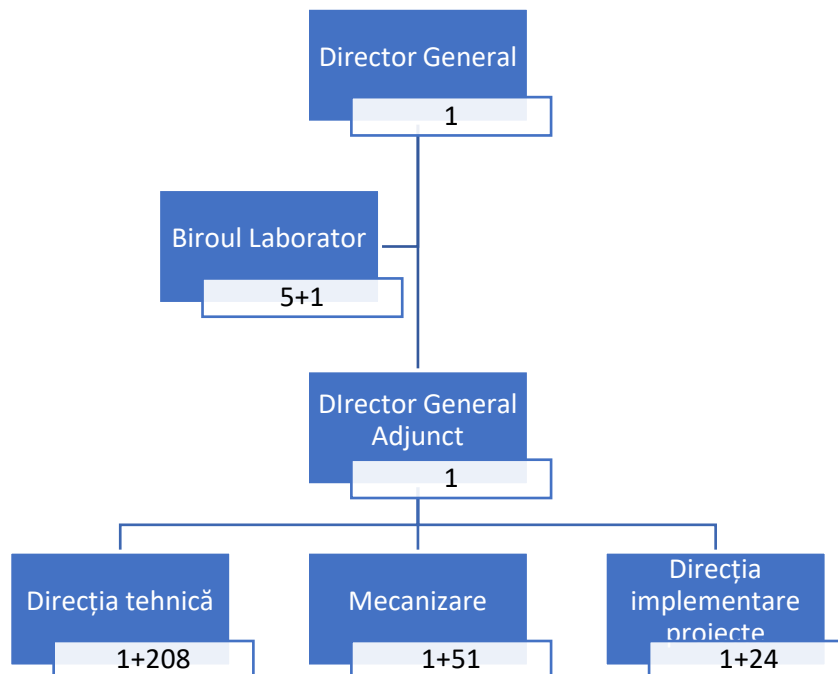 Director General
1
Biroul Laborator
5+1
DIrector General
Adjunct
1
Direcția tehnică
1+208
Mecanizare
1+51
Direcția
implementare
proiecte
1+24